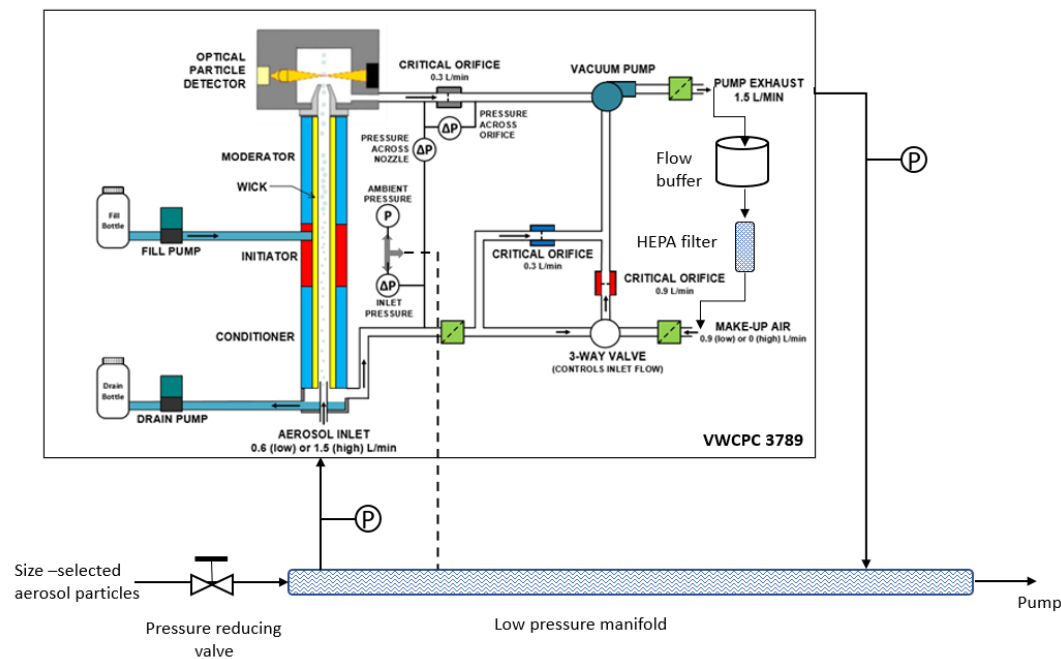 OPTICAL
PARTICLE
DETECTOR
CRITICAL ORIFICE
0.3 L/min
VACUUM PUMP
PUMP EXHAUST
1.5 L/MIN
ΔP
PRESSURE
ACROSS
ORIFICE
PRESSURE
ACROSS
NOZZLE
ΔP
P
MODERATOR
WICK
Flow
buffer
AMBIENT
PRESSURE
P
Fill
Bottle
FILL PUMP
INITIATOR
HEPA filter
CRITICAL ORIFICE
0.3 L/min
ΔP
INLET
PRESSURE
CRITICAL ORIFICE
0.9 L/min
CONDITIONER
MAKE-UP AIR
0.9 (low) or 0 (high) L/min
3-WAY VALVE
(CONTROLS INLET FLOW)
Drain
Bottle
DRAIN PUMP
AEROSOL INLET
0.6 (low) or 1.5 (high) L/min
VWCPC 3789
P
Size –selected
aerosol particles
Pump
Pressure reducing
valve
Low pressure manifold